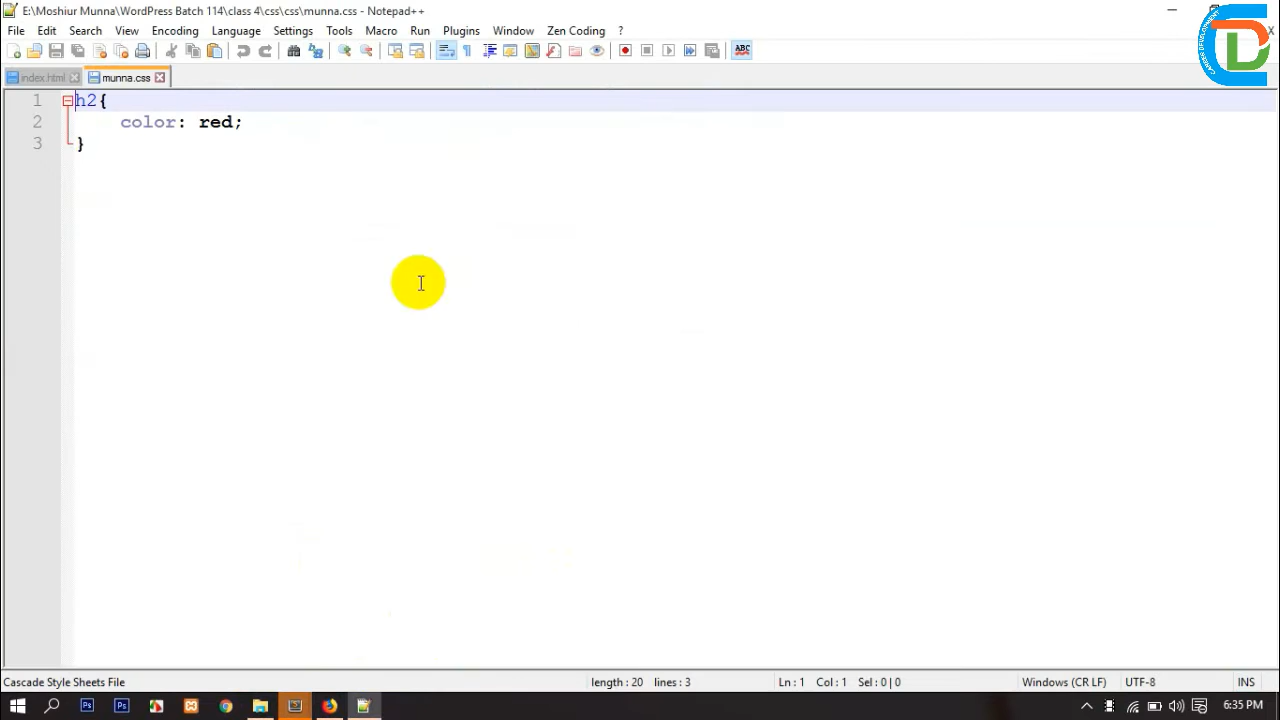 E:\Moshiur Munna\WordPress Batch 114\class 4\css\css\munna.css - Notepad++
File Edit Search View Encoding Language Settings Tools Macro Run Plugins Window Zen Coding ?
ABC
index.html munna.css
1 h2{
2 color: red;
3 }
Cascade Style Sheets File length : 20 lines : 3 Ln : 1 Col : 1 Sel : 0 | 0 Windows (CR LF) UTF-8 INS
Ps Ps 6:35 PM